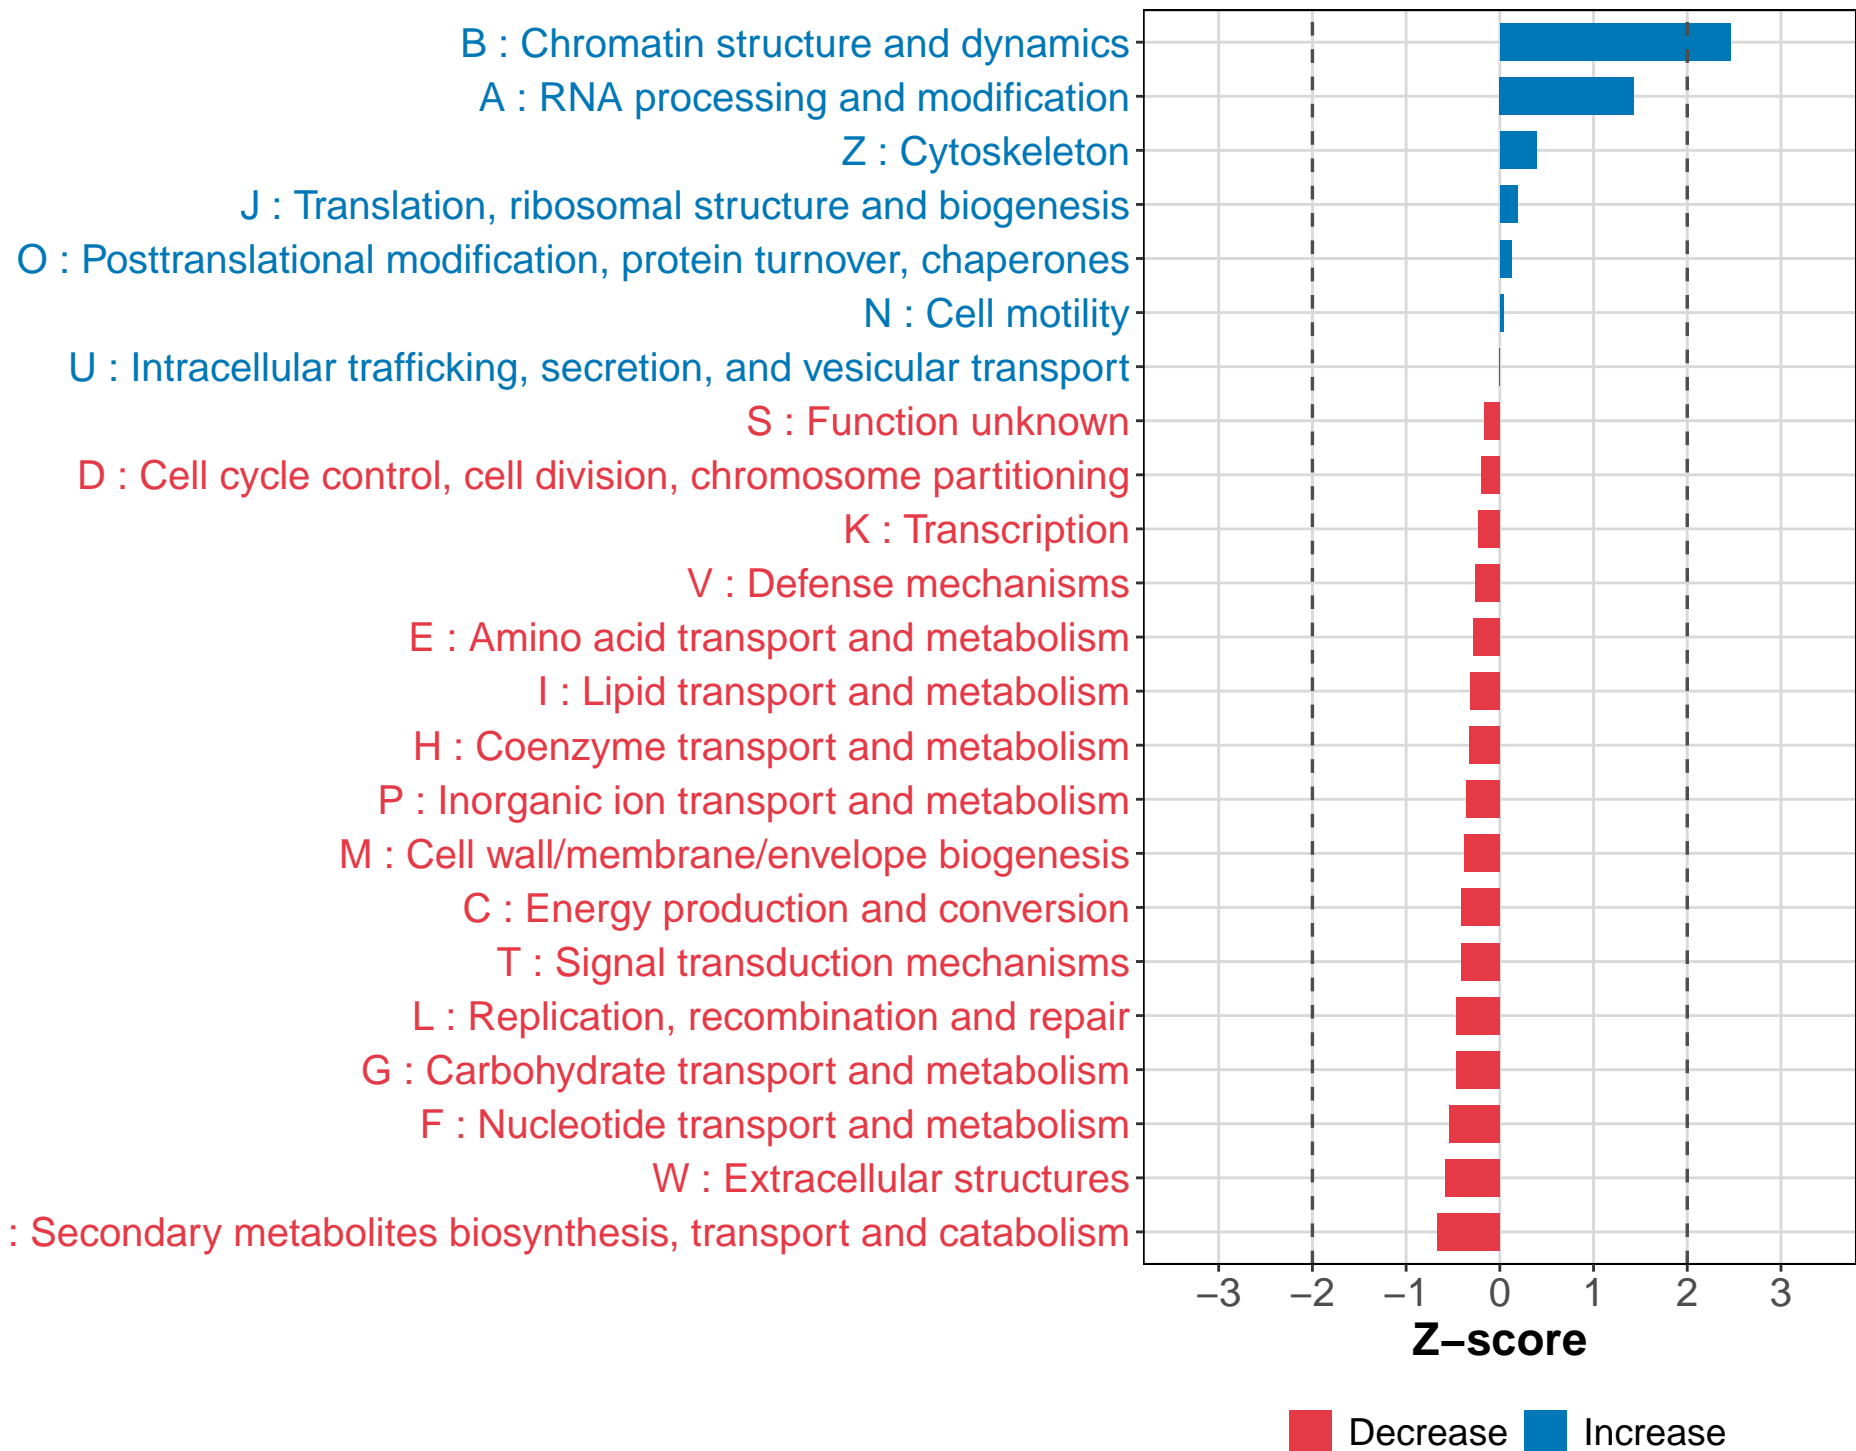 B : Chromatin structure and dynamics
A : RNA processing and modification
Z : Cytoskeleton
J : Translation, ribosomal structure and biogenesis
O : Posttranslational modification, protein turnover, chaperones
N : Cell motility
U : Intracellular trafficking, secretion, and vesicular transport
S : Function unknown
D : Cell cycle control, cell division, chromosome partitioning
K : Transcription
V : Defense mechanisms
E : Amino acid transport and metabolism
I : Lipid transport and metabolism
H : Coenzyme transport and metabolism
P : Inorganic ion transport and metabolism
M : Cell wall/membrane/envelope biogenesis
C : Energy production and conversion
T : Signal transduction mechanisms
L : Replication, recombination and repair
G : Carbohydrate transport and metabolism
F : Nucleotide transport and metabolism
W : Extracellular structures
: Secondary metabolites biosynthesis, transport and catabolism
−3 −2 −1 0 1 2 3
Z−score
Decrease Increase